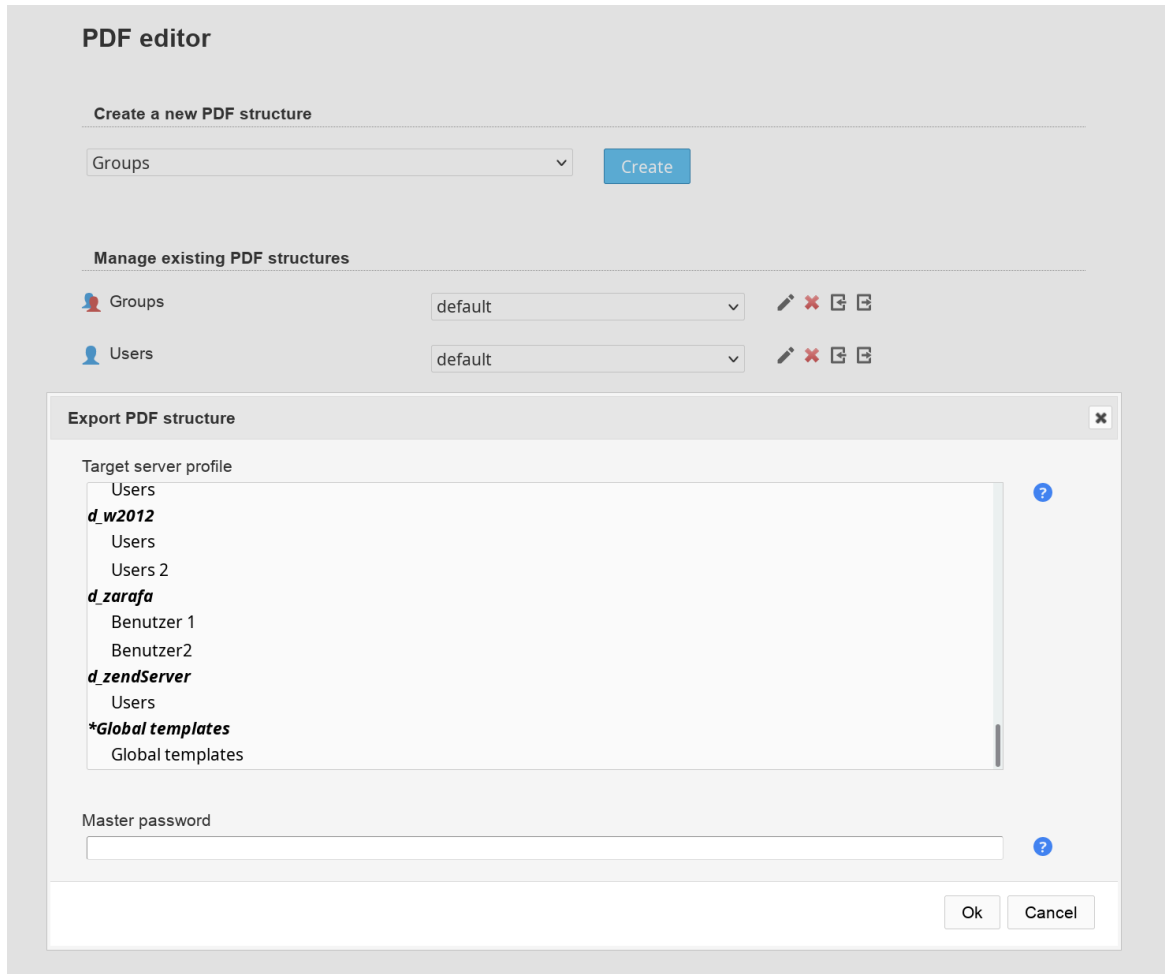 PDF editor
Create a new PDF structure
Groups
Create
Manage existing PDF structures
Groups default
Users default
Export PDF structure
Target server profile
Users
d_w2012
Users
Users 2
d_zarafa
Benutzer 1
Benutzer2
d_zendServer
Users
*Global templates
Global templates
Master password
Ok Cancel